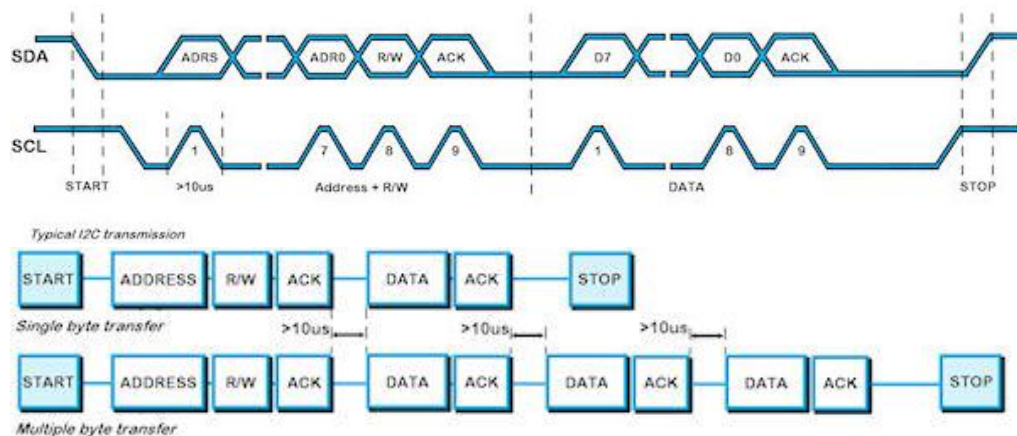 SDA ADRS ADR0 R/W ACK D7 D0 ACK
SCL 1 7 8 9 1 8 9
START >10us Address + R/W DATA STOP
Typical I2C transmission
START ADDRESS R/W ACK DATA ACK STOP
Single byte transfer >10us >10us >10us
START ADDRESS R/W ACK DATA ACK DATA ACK DATA ACK STOP
Multiple byte transfer